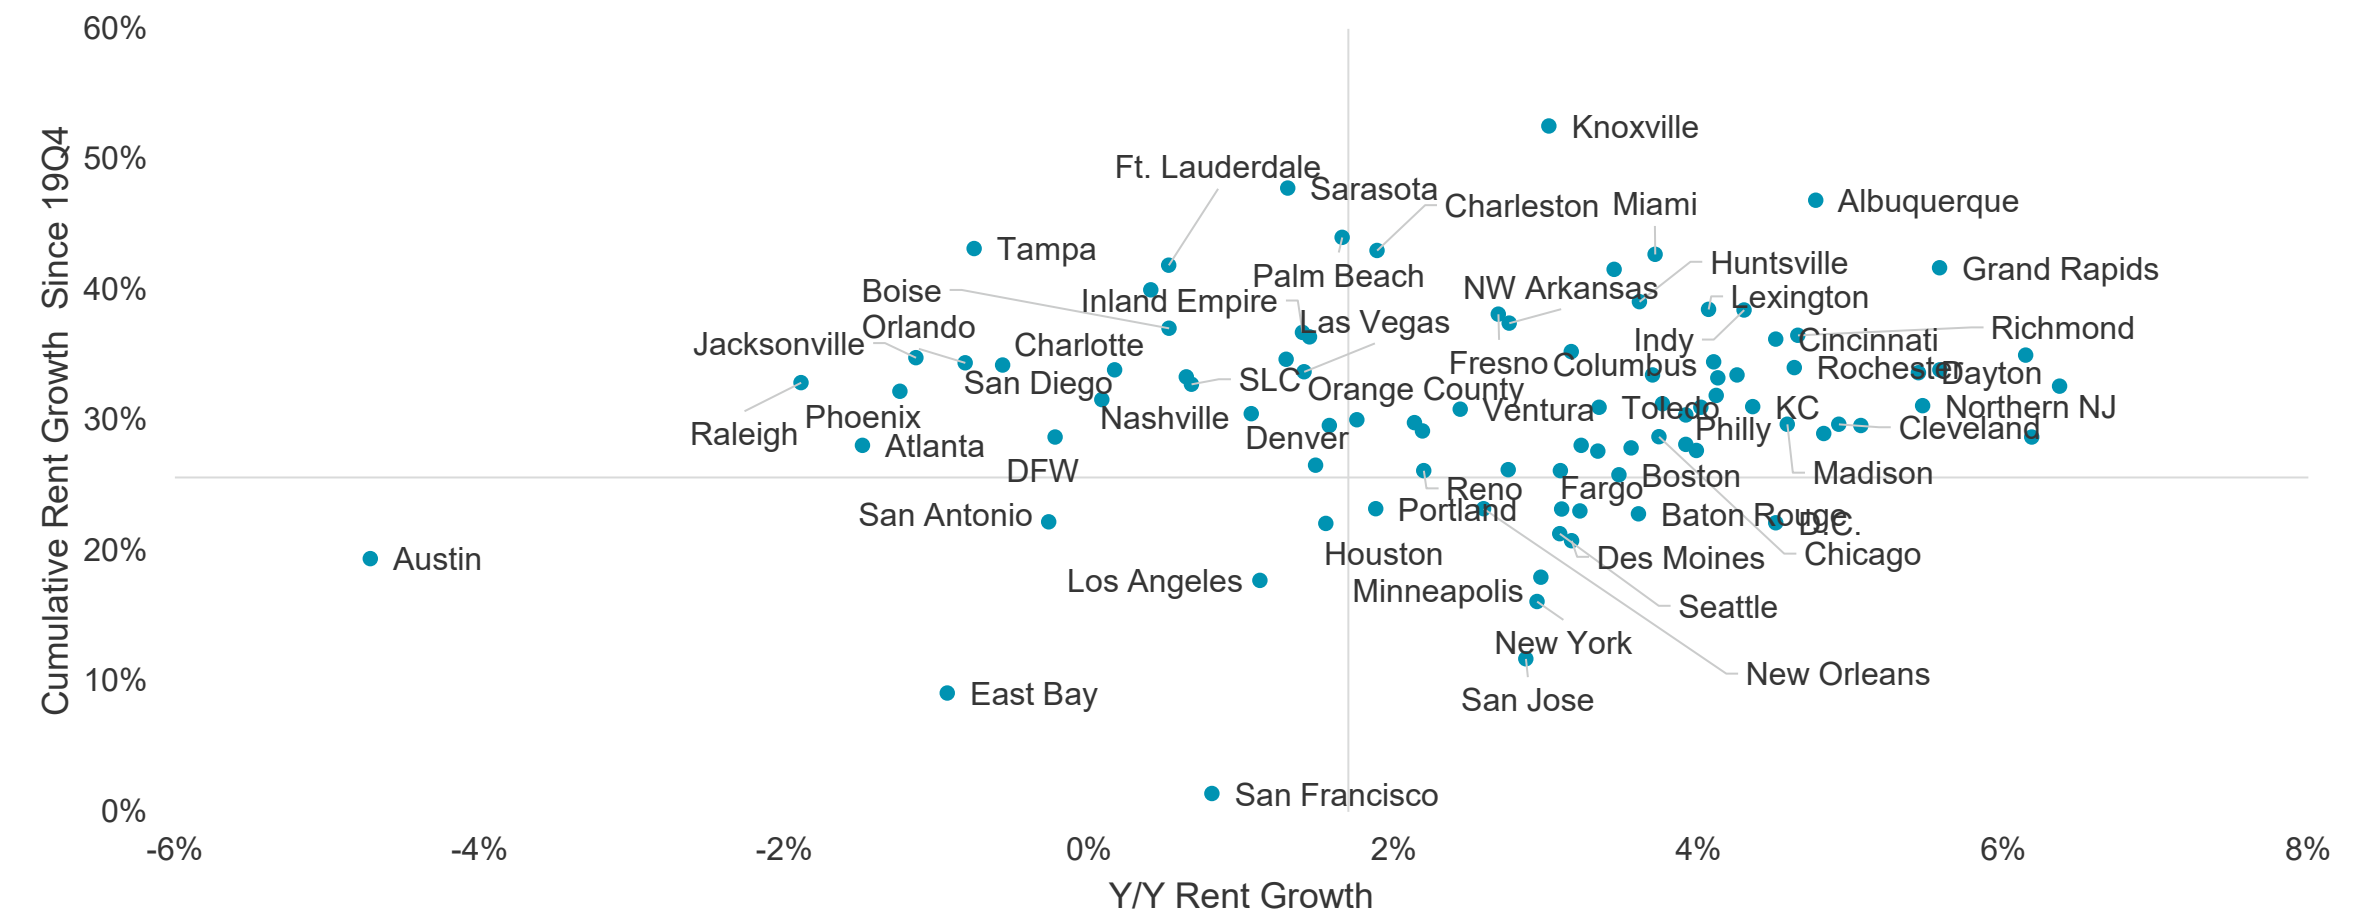 60%
50%
40%
30%
20%
10%
0%
Cumulative Rent Growth Since 19Q4
Knoxville
Ft. Lauderdale
Sarasota
Charleston
Miami
Albuquerque
Tampa
Palm Beach
Huntsville
Grand Rapids
Boise
Inland Empire
NW Arkansas
Lexington
Orlando
Las Vegas
Richmond
Jacksonville
Charlotte
Indy
Cincinnati
Fresno
Columbus
Rochester
Dayton
San Diego
SLC
Orange County
Raleigh
Phoenix
Nashville
Ventura
Toledo
KC
Northern NJ
Atlanta
Denver
Philly
Cleveland
DFW
Boston
Madison
Reno
Fargo
San Antonio
Portland
Baton Rouge
D.C.
Austin
Houston
Des Moines
Chicago
Los Angeles
Minneapolis
Seattle
New York
New Orleans
East Bay
San Jose
San Francisco
-6%
-4%
-2%
0%
2%
4%
6%
8%
Y/Y Rent Growth